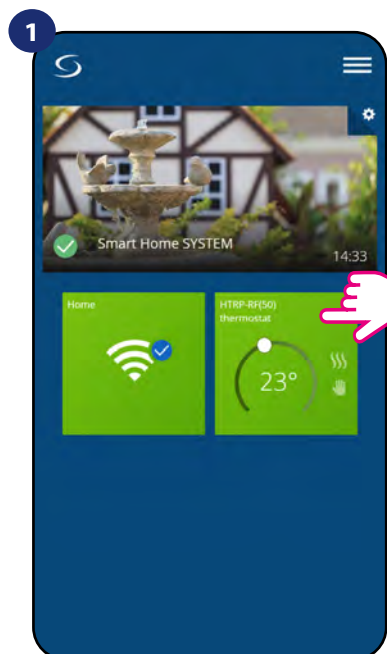 1
Smart Home SYSTEM
14:33
Home
HTRP-RF(50)
thermostat
23°